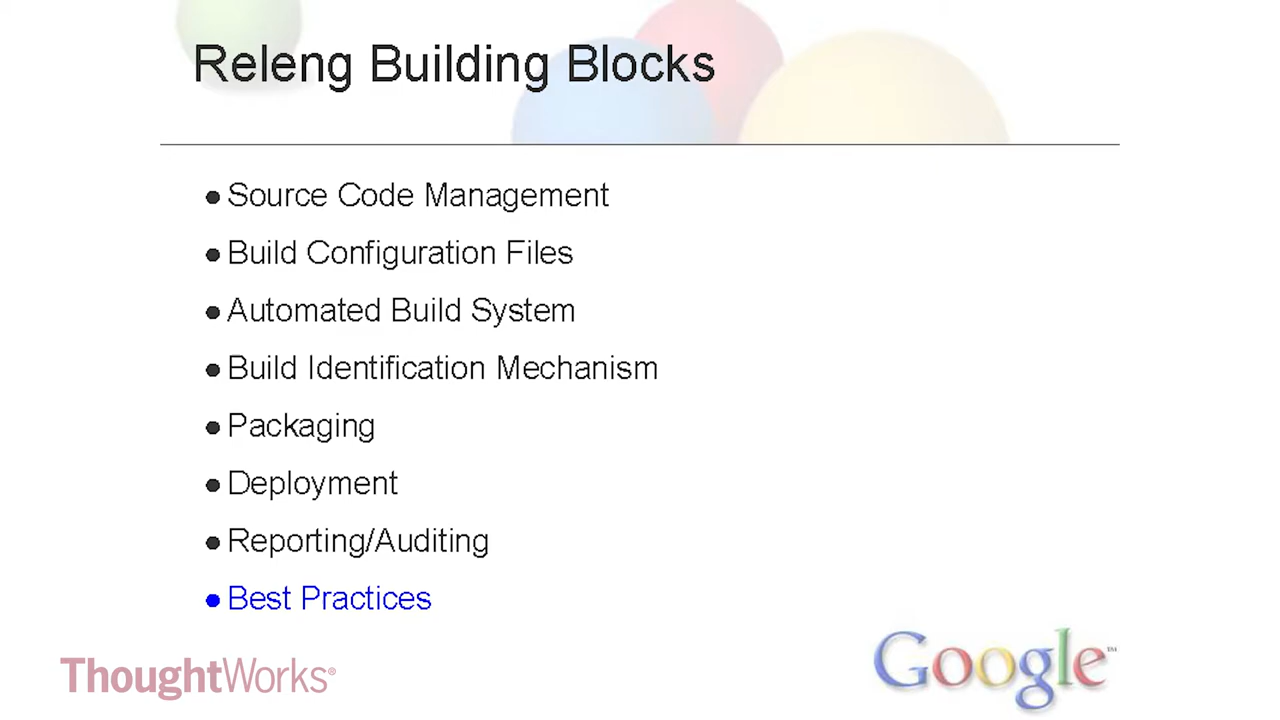 Releng Building Blocks
● Source Code Management
● Build Configuration Files
● Automated Build System
● Build Identification Mechanism
● Packaging
● Deployment
● Reporting/Auditing
● Best Practices
ThoughtWorks®
Google™